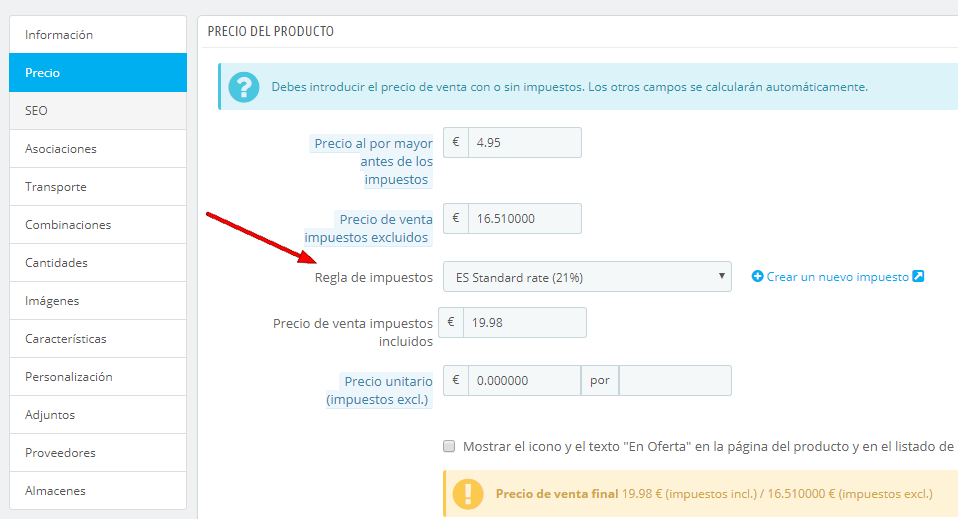 Información
Precio
SEO
Asociaciones
Transporte
Combinaciones
Cantidades
Imágenes
Características
Personalización
Adjuntos
Proveedores
Almacenes
PRECIO DEL PRODUCTO
? Debes introducir el precio de venta con o sin impuestos. Los otros campos se calcularán automáticamente.
Precio al por mayor
antes de los
impuestos
€ 4.95
Precio de venta
impuestos excluidos
€ 16.510000
Regla de impuestos
ES Standard rate (21%)
Crear un nuevo impuesto
Precio de venta impuestos
incluidos
€ 19.98
Precio unitario
(impuestos excl.)
€ 0.000000 por
Mostrar el icono y el texto "En Oferta" en la página del producto y en el listado de
! Precio de venta final 19.98 € (impuestos incl.) / 16.510000 € (impuestos excl.)